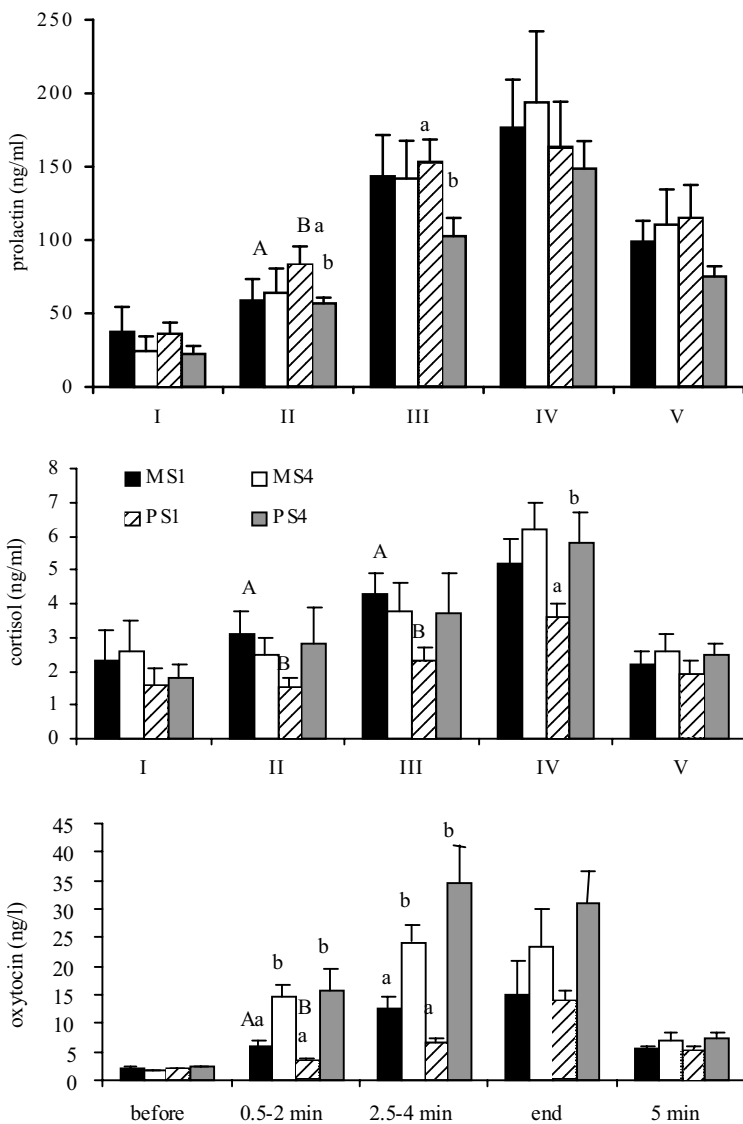 250
200
150
100
50
0
prolactin (ng/ml)
A
B a
b
a
b
I II III IV V
8
7
6
5
4
3
2
1
0
cortisol (ng/ml)
MS1 MS4
PS1 PS4
A
B
A
B
a
b
I II III IV V
45
40
35
30
25
20
15
10
5
0
oxytocin (ng/l)
Aa
b
B
a
b
a
b
a
b
before 0.5-2 min 2.5-4 min end 5 min